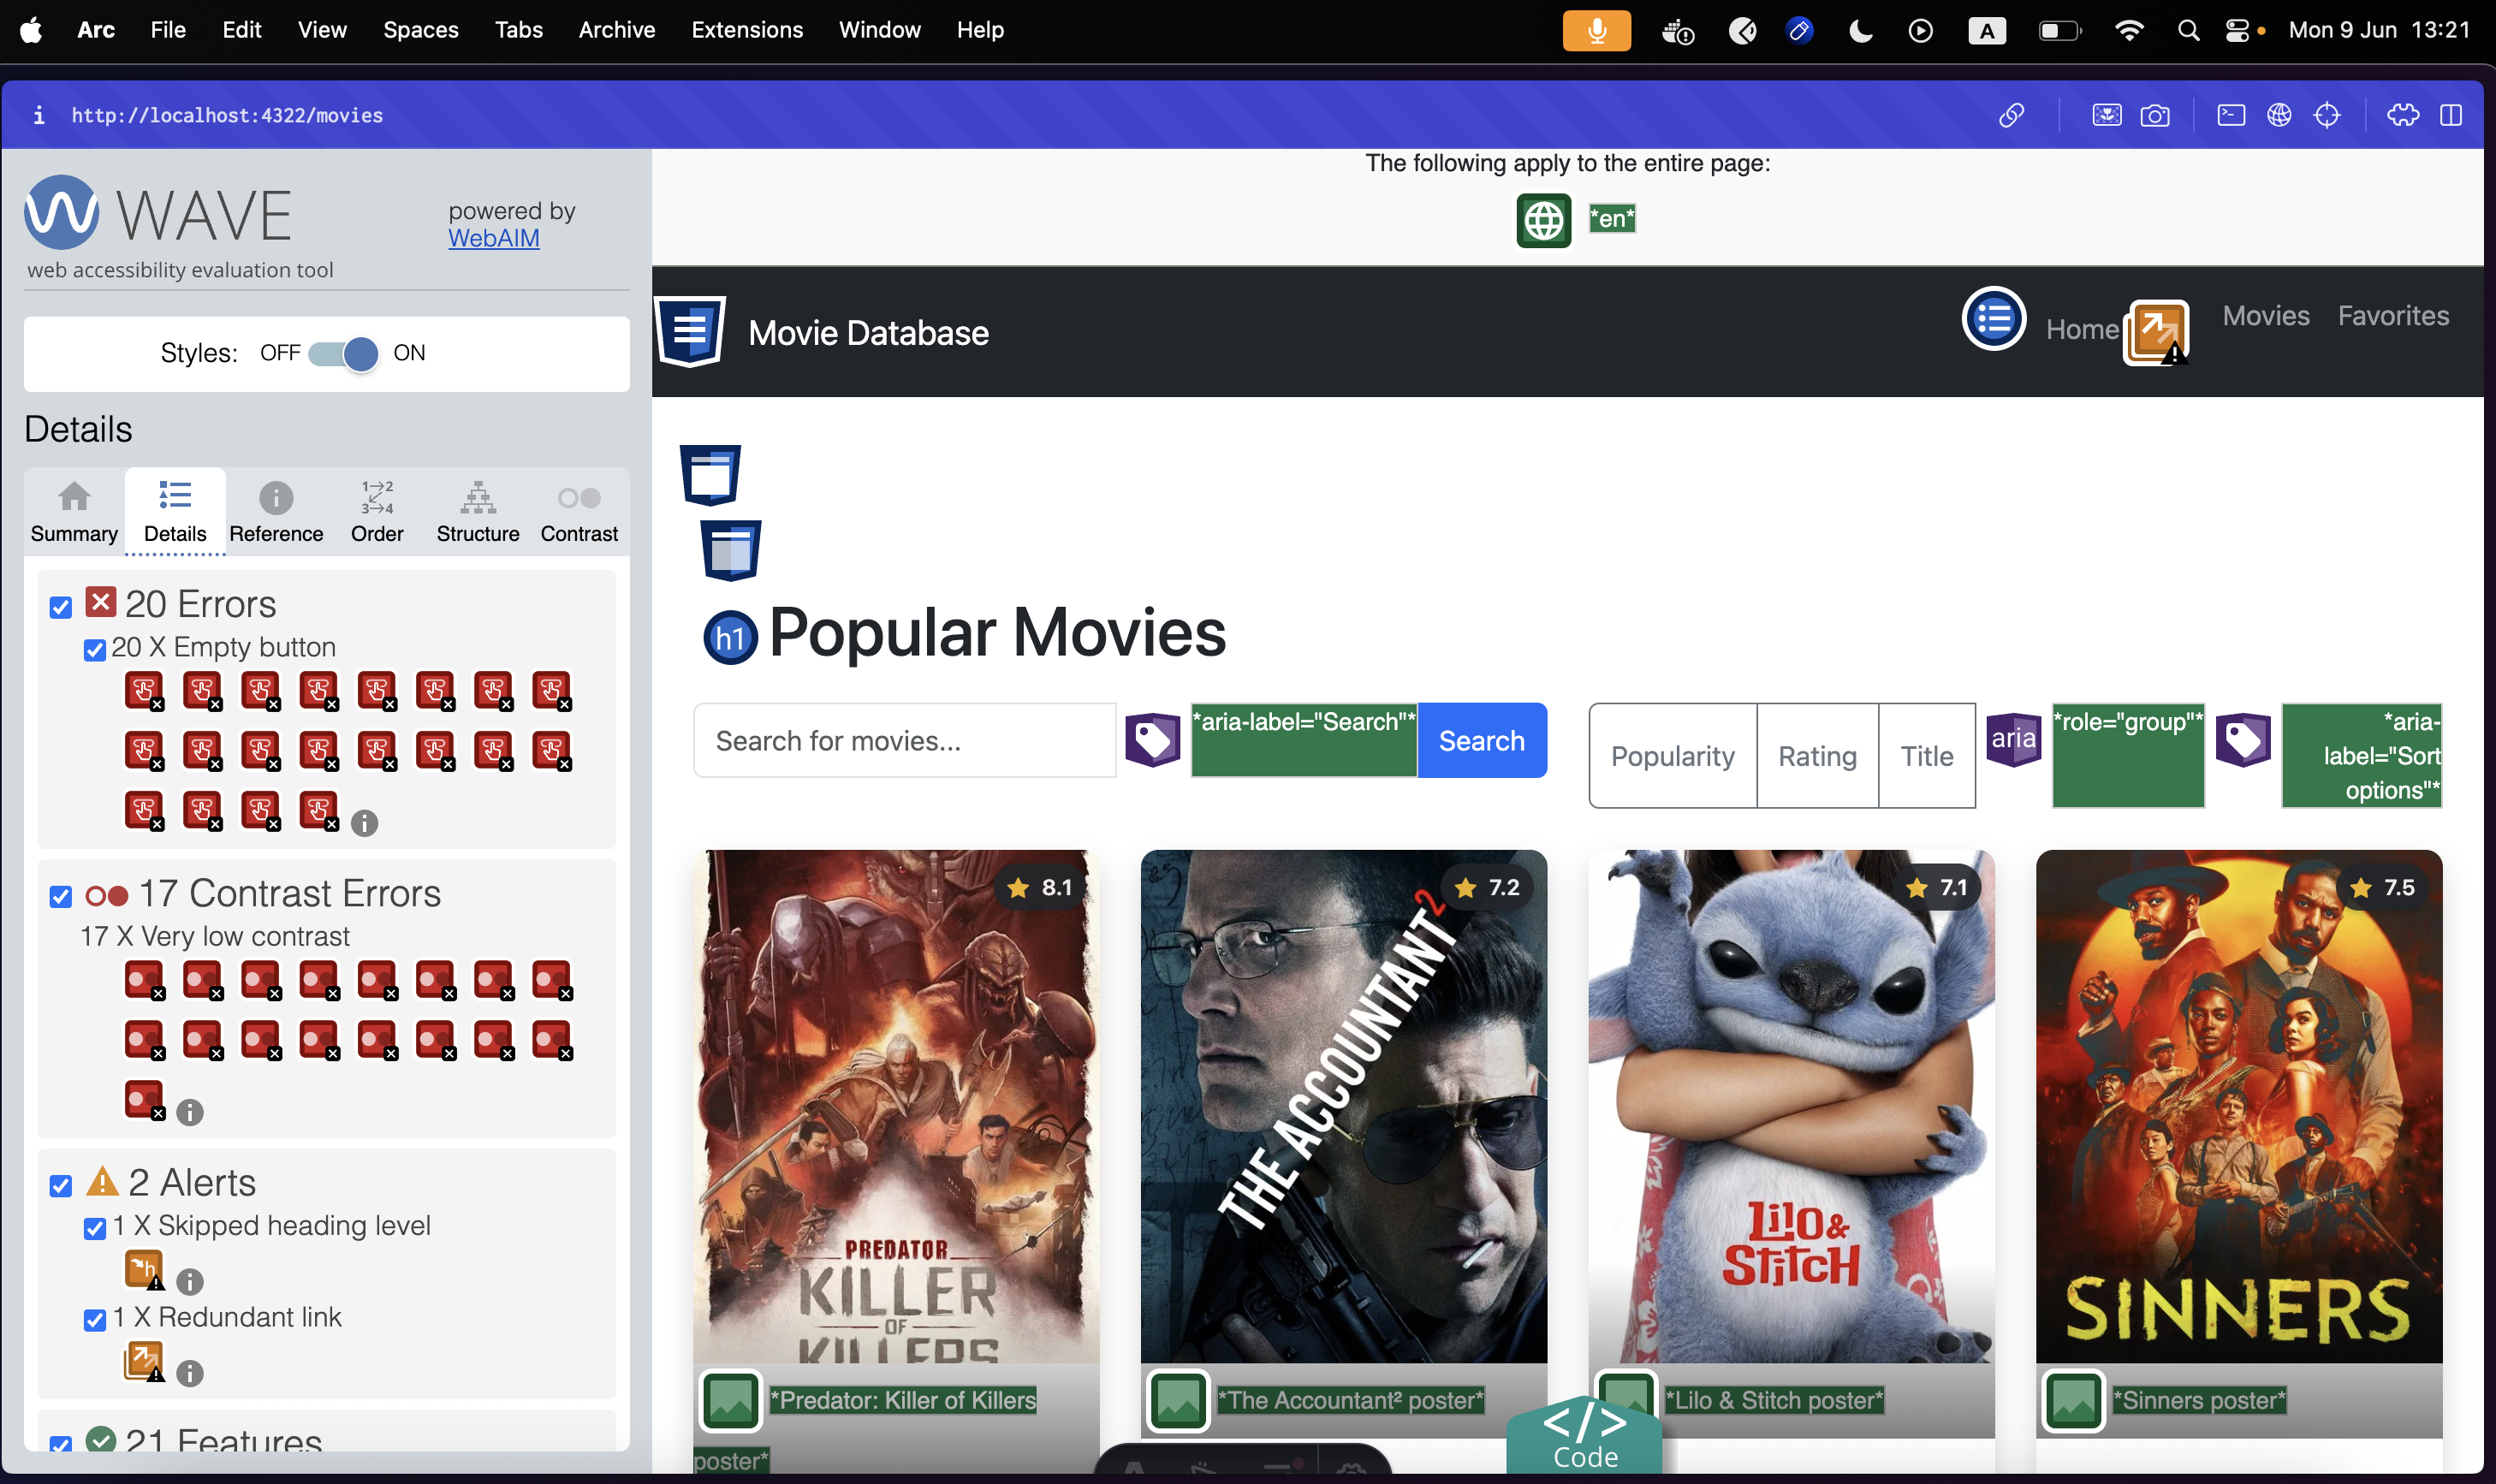 Arc File Edit View Spaces Tabs Archive Extensions Window Help
A
Mon 9 Jun 13:21
http://localhost:4322/movies
WAVE
powered by
WebAIM
web accessibility evaluation tool
Styles: OFF ON
Details
Summary Details Reference Order Structure Contrast
20 Errors
20 X Empty button
17 Contrast Errors
17 X Very low contrast
2 Alerts
1 X Skipped heading level
1 X Redundant link
21 Features
The following apply to the entire page:
*en*
Movie Database
Home Movies Favorites
h1 Popular Movies
Search for movies...
*aria-label="Search"*
Search
Popularity Rating Title
aria
*role="group"*
*aria-
label="Sort
options"*
8.1
PREDATOR
KILLER
OF
KILLERS
7.2
THE ACCOUNTANT2
7.1
Lilo &
Stitch
7.5
SINNERS
*Predator: Killer of Killers
poster*
*The Accountant² poster*
*Lilo & Stitch poster*
*Sinners poster*
</>
Code